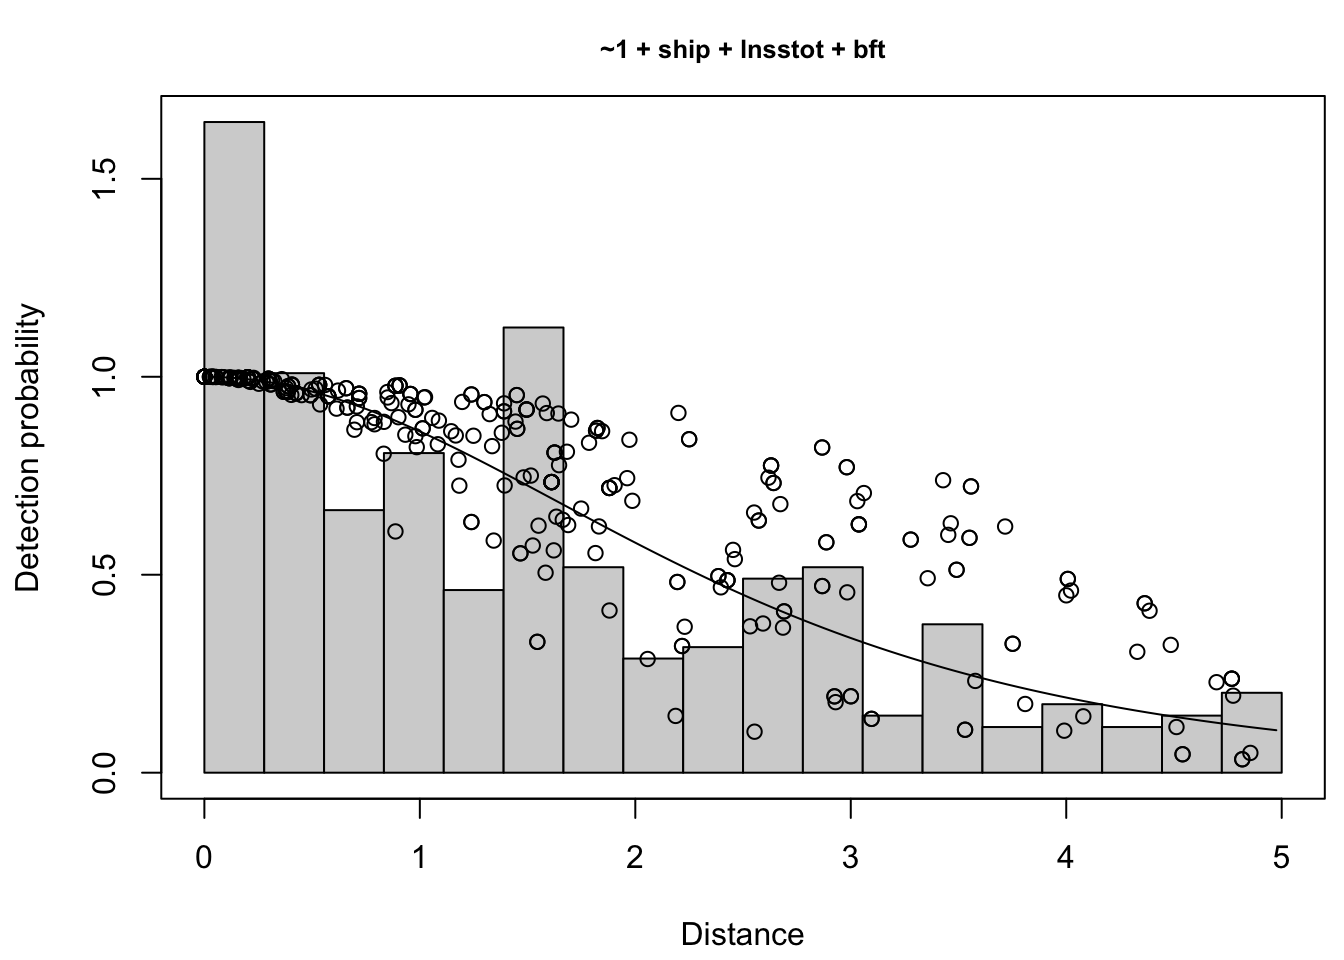 ~1 + ship + lnsstot + bft
Detection probability
1.5
1.0
0.5
0.0
0 1 2 3 4 5
Distance